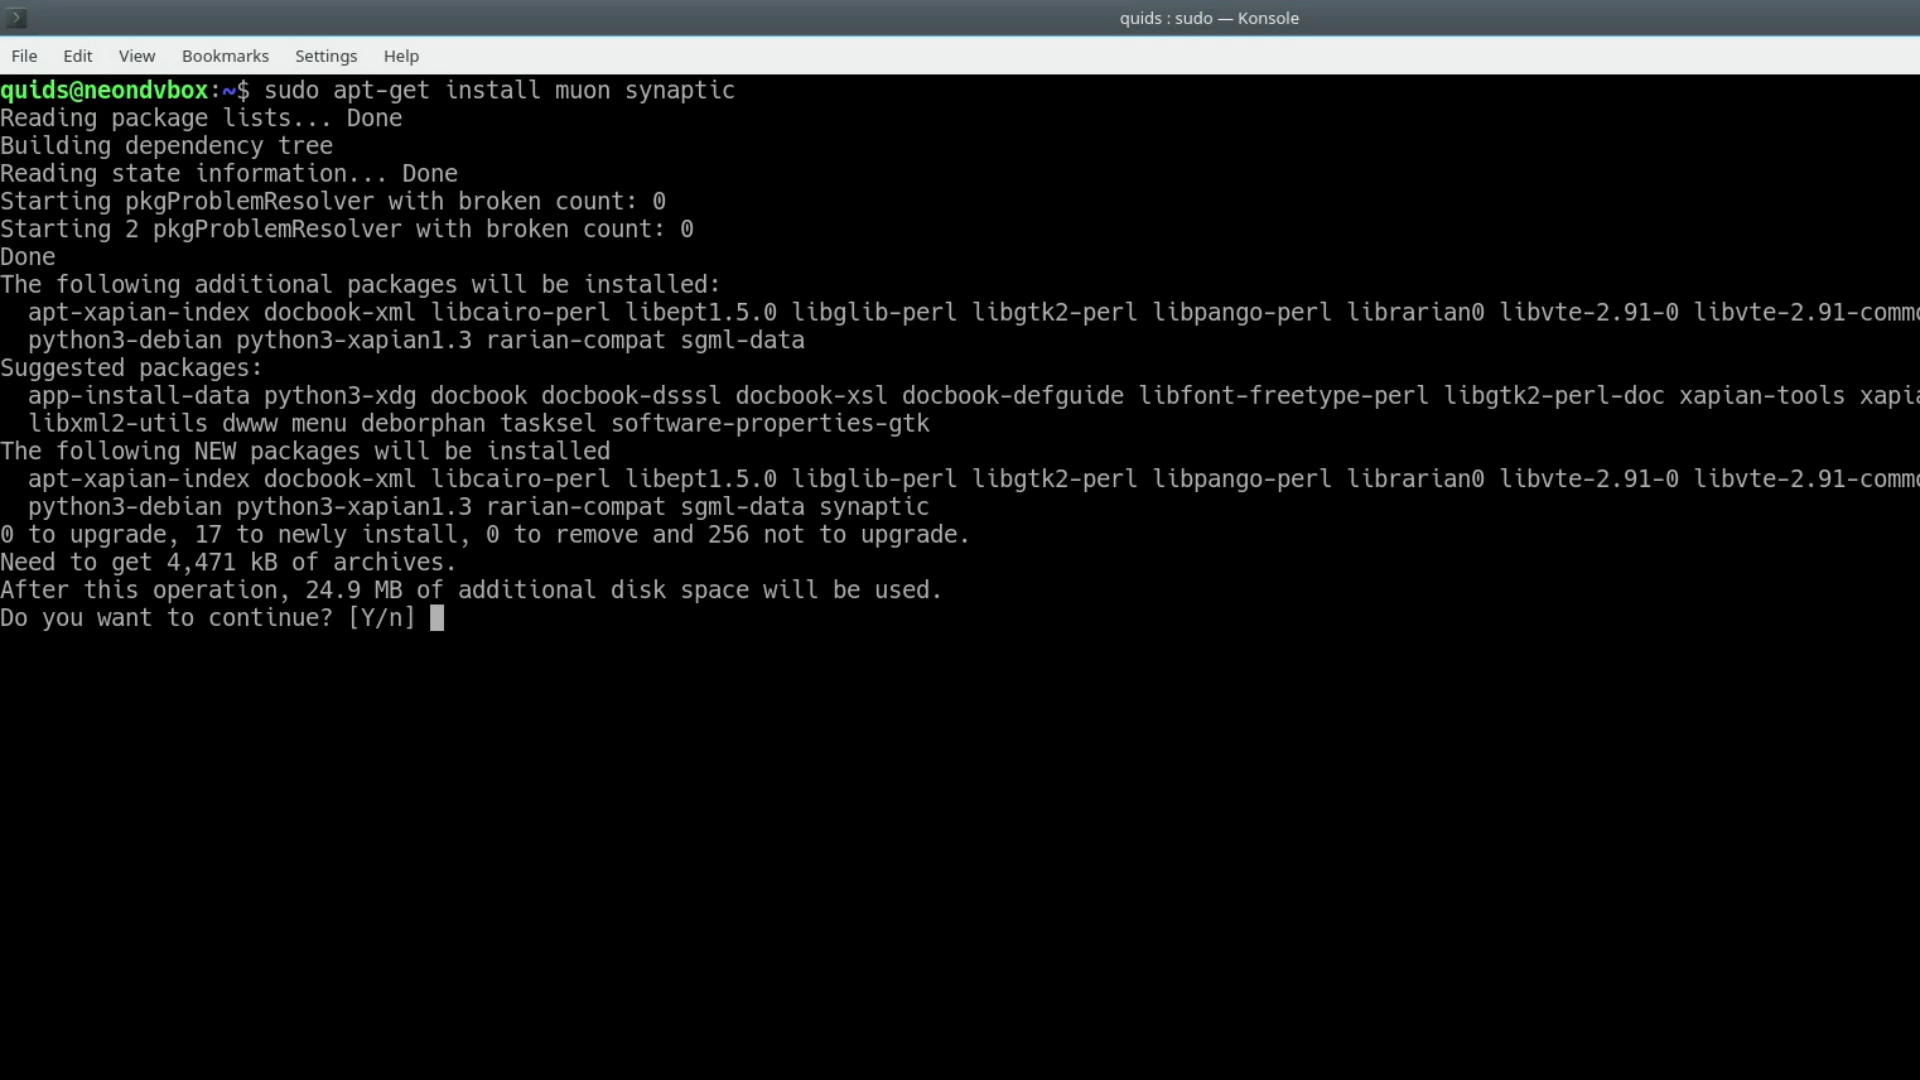 quids : sudo — Konsole
File Edit View Bookmarks Settings Help
quids@neondvbox:~$ sudo apt-get install muon synaptic
Reading package lists... Done
Building dependency tree
Reading state information... Done
Starting pkgProblemResolver with broken count: 0
Starting 2 pkgProblemResolver with broken count: 0
Done
The following additional packages will be installed:
  apt-xapian-index docbook-xml libcairo-perl libept1.5.0 libglib-perl libgtk2-perl libpango-perl librarian0 libvte-2.91-0 libvte-2.91-commo
  python3-debian python3-xapian1.3 rarian-compat sgml-data
Suggested packages:
  app-install-data python3-xdg docbook docbook-dsssl docbook-xsl docbook-defguide libfont-freetype-perl libgtk2-perl-doc xapian-tools xapia
  libxml2-utils dwww menu deborphan tasksel software-properties-gtk
The following NEW packages will be installed
  apt-xapian-index docbook-xml libcairo-perl libept1.5.0 libglib-perl libgtk2-perl libpango-perl librarian0 libvte-2.91-0 libvte-2.91-commo
  python3-debian python3-xapian1.3 rarian-compat sgml-data synaptic
0 to upgrade, 17 to newly install, 0 to remove and 256 not to upgrade.
Need to get 4,471 kB of archives.
After this operation, 24.9 MB of additional disk space will be used.
Do you want to continue? [Y/n]